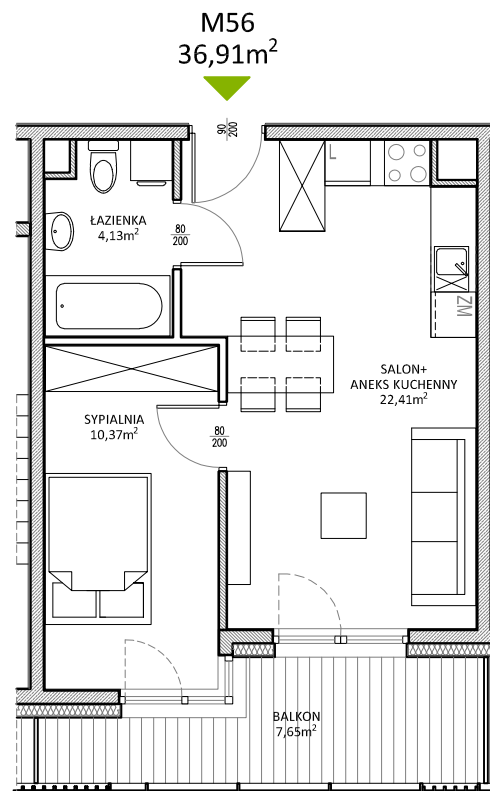 M56
36,91m²
90
200
L
ŁAZIENKA
4,13m²
80
200
ZM
SALON+
ANEKS KUCHENNY
22,41m²
SYPIALNIA
10,37m²
80
200
BALKON
7,65m²